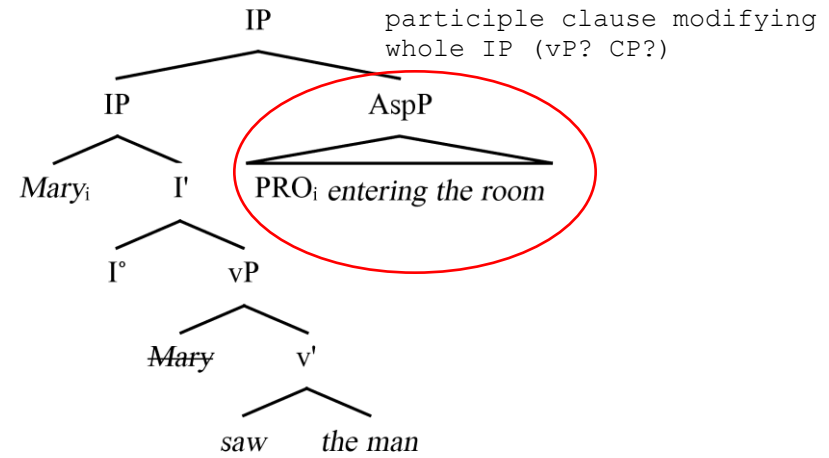 IP
participle clause modifying
whole IP (vP? CP?)
IP AspP
Maryᵢ I' PROᵢ entering the room
I° vP
Mary v'
saw the man